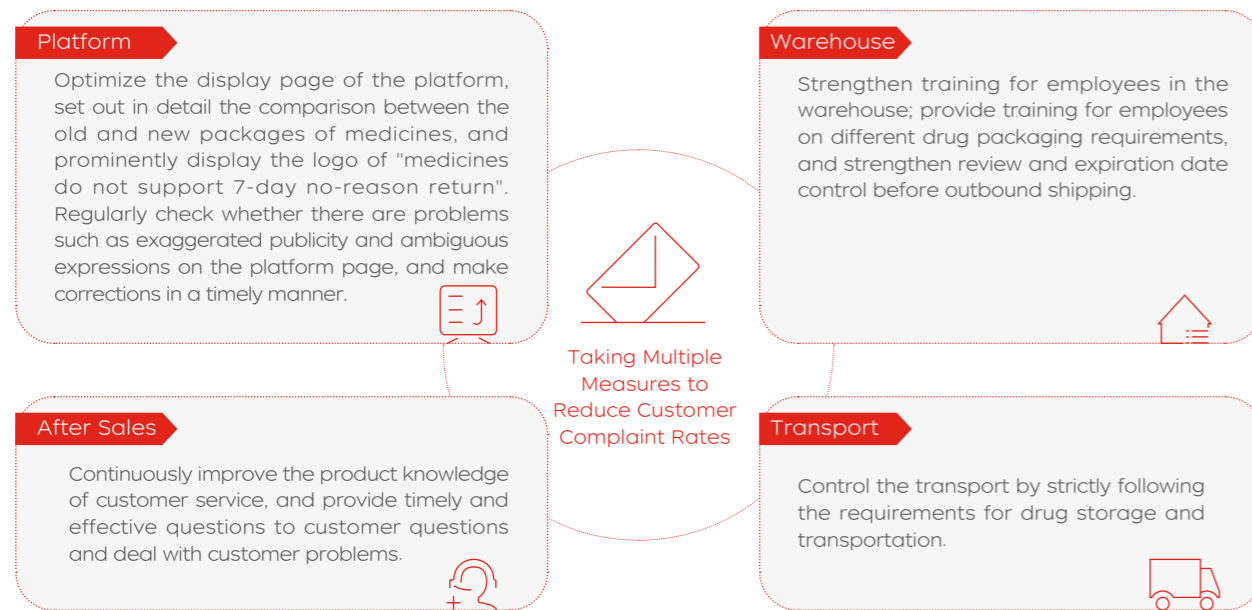 Platform
Optimize the display page of the platform,
set out in detail the comparison between the
old and new packages of medicines, and
prominently display the logo of "medicines
do not support 7-day no-reason return".
Regularly check whether there are problems
such as exaggerated publicity and ambiguous
expressions on the platform page, and make
corrections in a timely manner.
Warehouse
Strengthen training for employees in the
warehouse; provide training for employees
on different drug packaging requirements,
and strengthen review and expiration date
control before outbound shipping.
Taking Multiple
Measures to
Reduce Customer
Complaint Rates
After Sales
Continuously improve the product knowledge
of customer service, and provide timely and
effective questions to customer questions
and deal with customer problems.
Transport
Control the transport by strictly following
the requirements for drug storage and
transportation.